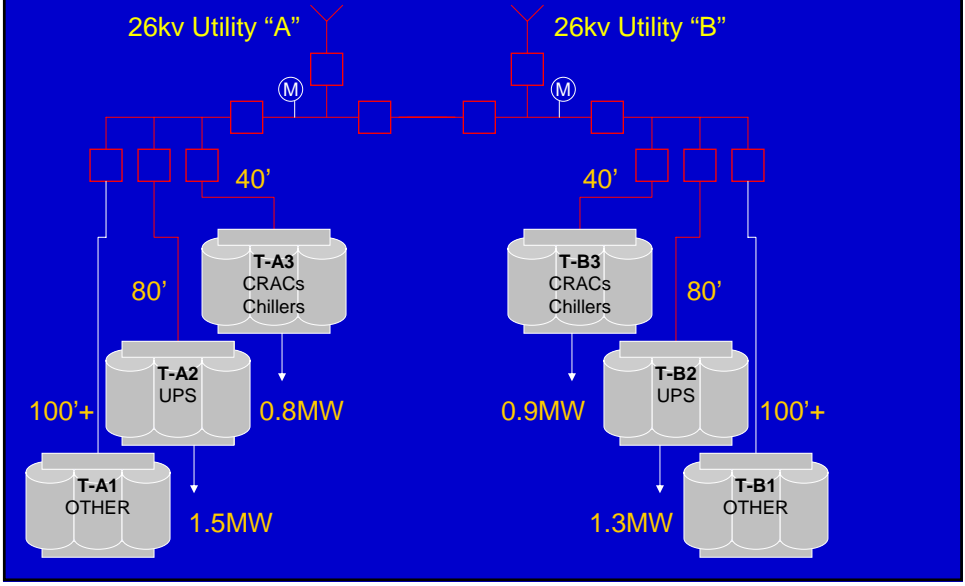 26kv Utility “A”
26kv Utility “B”
M
M
40’
40’
T-A3
CRACs
Chillers
T-B3
CRACs
Chillers
80’
80’
T-A2
UPS
T-B2
UPS
100’+
0.8MW
0.9MW
100’+
T-A1
OTHER
T-B1
OTHER
1.5MW
1.3MW